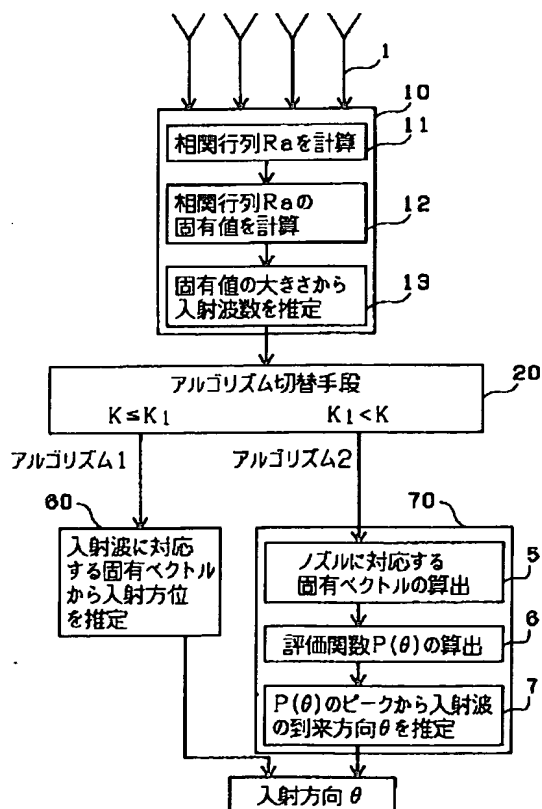 1
10
相関行列Raを計算
11
相関行列Raの
固有値を計算
12
固有値の大きさから
入射波数を推定
13
アルゴリズム切替手段
K≤K1
K1<K
20
アルゴリズム1
アルゴリズム2
60
入射波に対応
する固有ベクトル
から入射方位
を推定
70
ノズルに対応する
固有ベクトルの算出
5
評価関数P(θ)の算出
6
P(θ)のピークから入射波
の到来方向θを推定
7
入射方向 θ